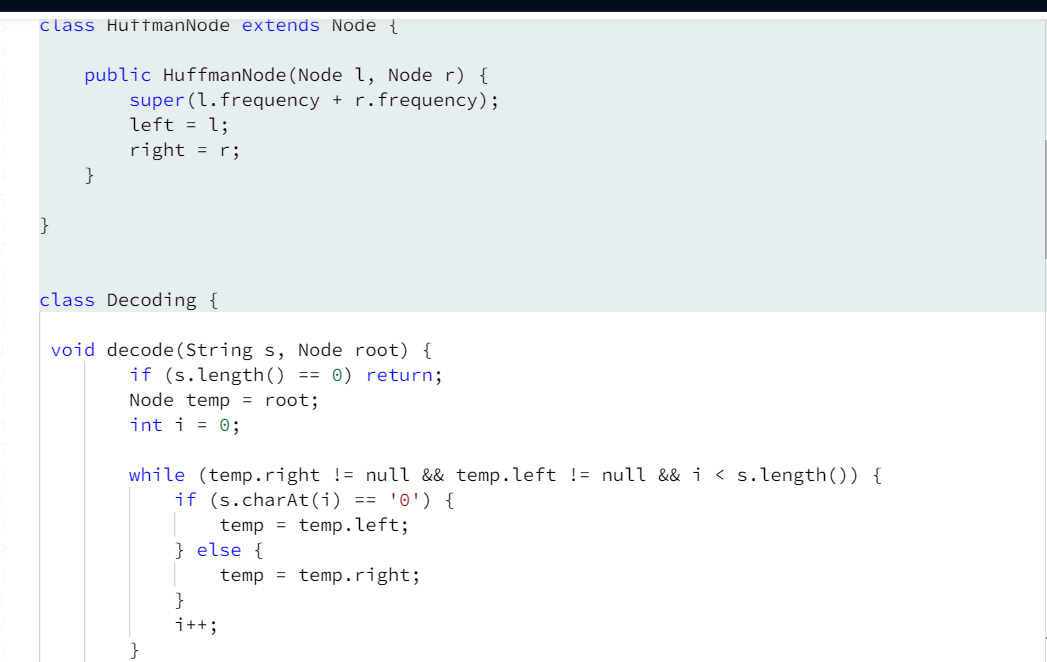 class HuffmanNode extends Node {
public HuffmanNode(Node l, Node r) {
super(l.frequency + r.frequency);
left = l;
right = r;
}
}
class Decoding {
void decode(String s, Node root) {
if (s.length() == 0) return;
Node temp = root;
int i = 0;
while (temp.right != null && temp.left != null && i < s.length()) {
if (s.charAt(i) == '0') {
temp = temp.left;
} else {
temp = temp.right;
}
i++;
}